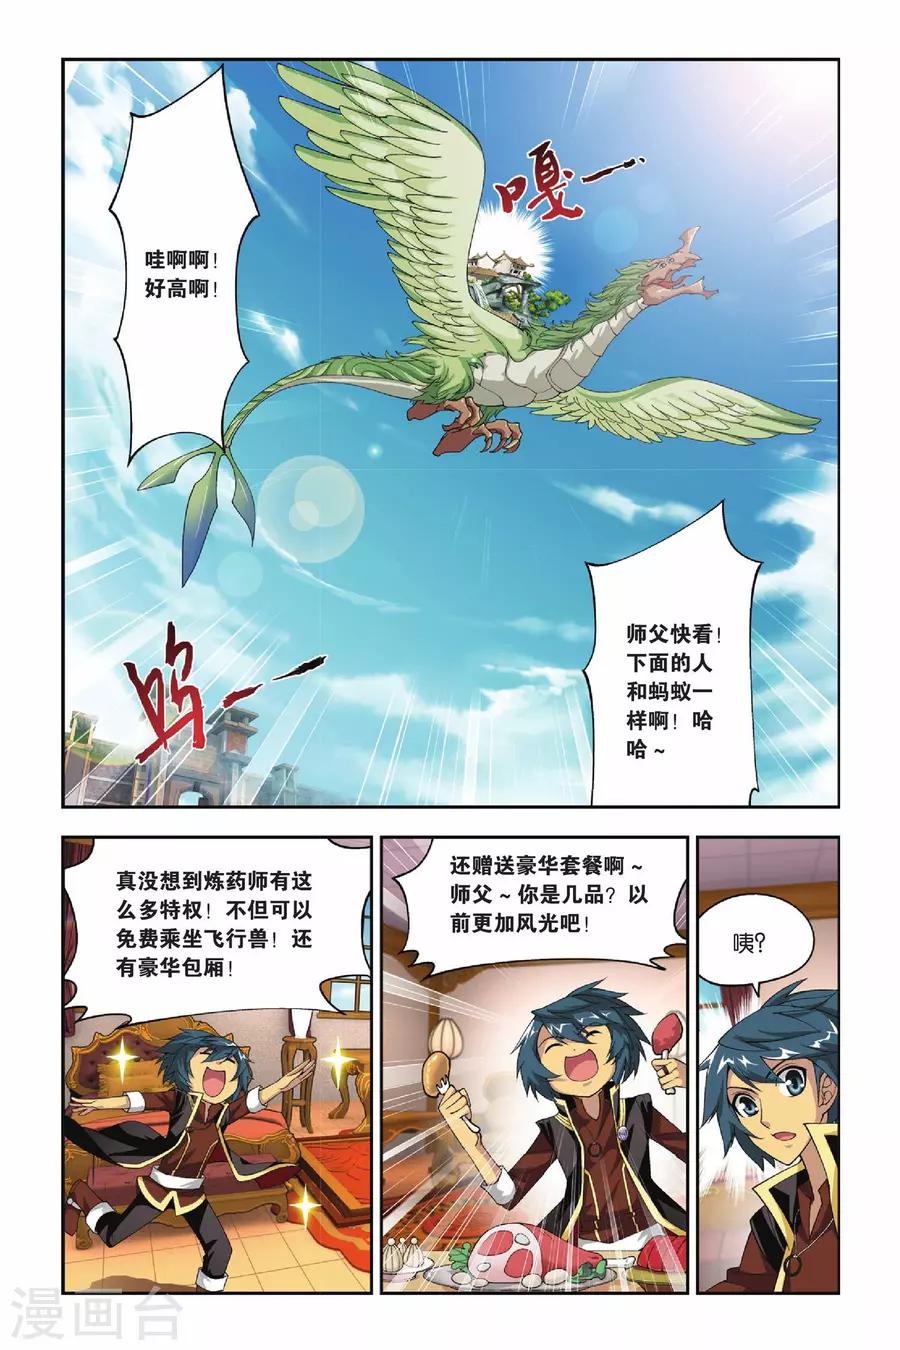 嘎一
哇啊啊！
好高啊！
师父快看！
下面的人
和蚂蚁一
样啊！哈
哈～
呜一一
真没想到炼药师有这
么多特权！不但可以
免费乘坐飞行兽！还
有豪华包厢！
还赠送豪华套餐啊～
师父～你是几品？以
前更加风光吧！
咦？
漫画台